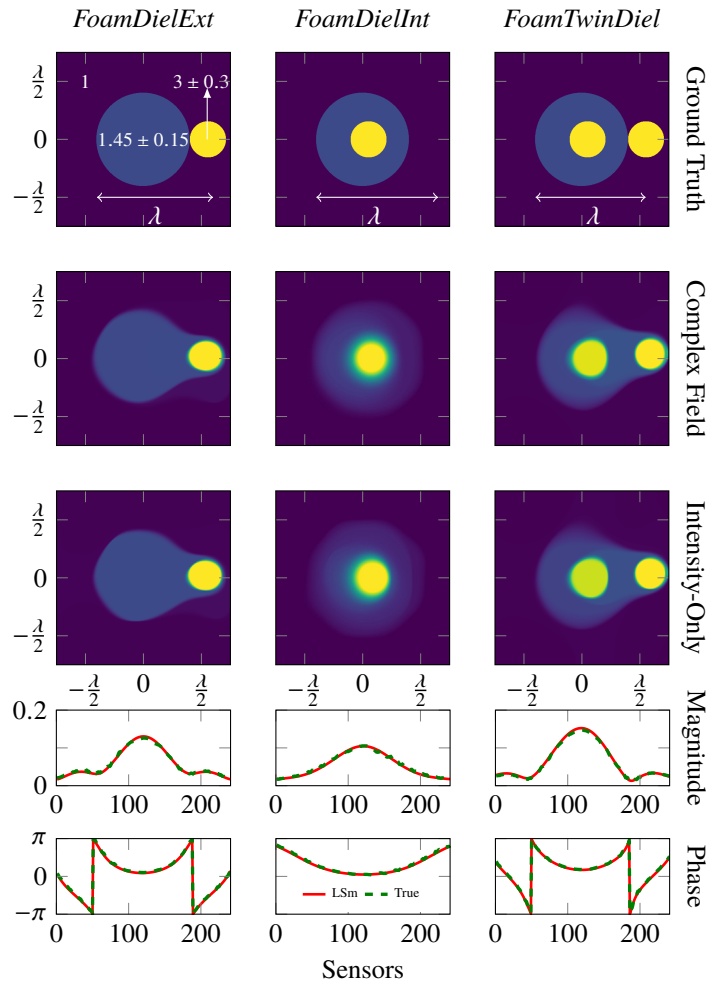 FoamDielExt FoamDielInt FoamTwinDiel
λ/2 1 3 ± 0.3
0 1.45 ± 0.15
−λ/2
λ λ λ
Ground Truth
λ/2
0
−λ/2
Complex Field
λ/2
0
−λ/2
Intensity-Only
−λ/2 0 λ/2 −λ/2 0 λ/2 −λ/2 0 λ/2
0.2
0
0 100 200 0 100 200 0 100 200
Magnitude
π
0
−π
LSm True
0 100 200 0 100 200 0 100 200
Phase
Sensors